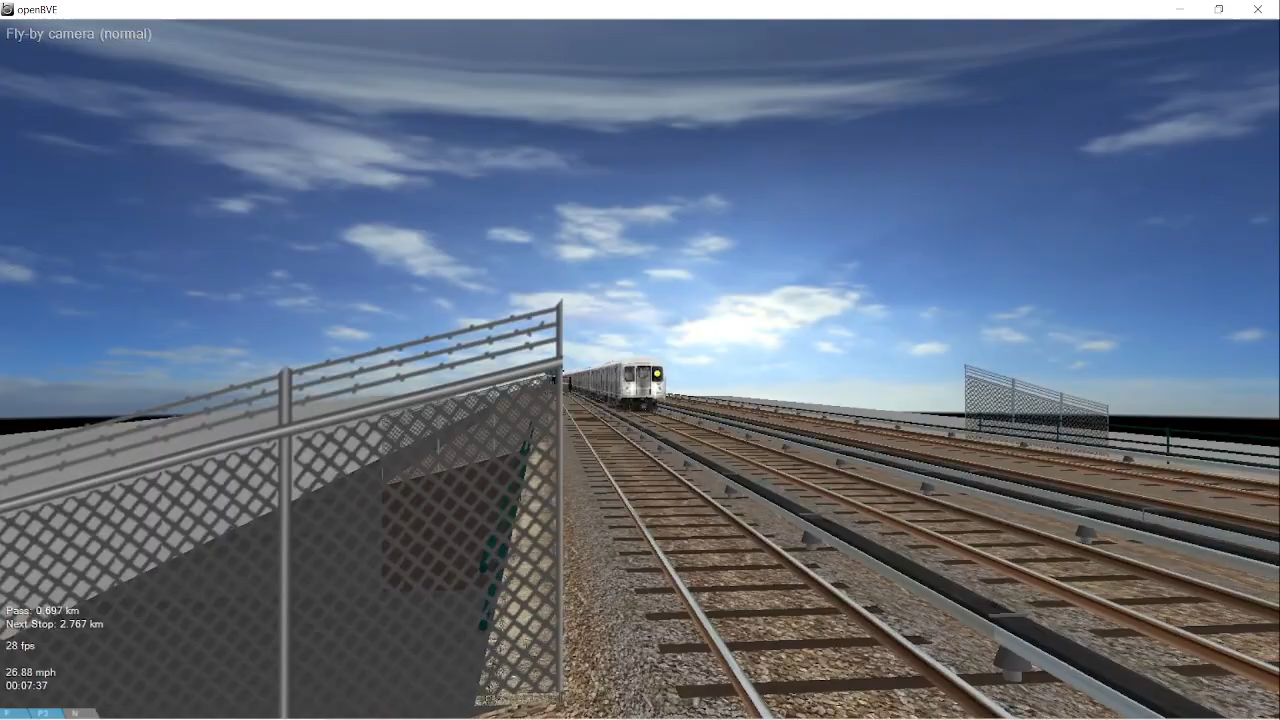 openBVE
Fly-by camera (normal)
Pass: 0.697 km
Next Stop: 2.767 km
28 fps
26.88 mph
00:07:37
F P3 N